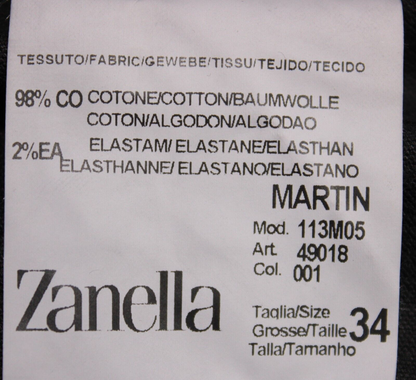 TESSUTO/FABRIC/GEWEBE/TISSU/TEJIDO/TECIDO
98% CO COTONE/COTTON/BAUMWOLLE
COTON/ALGODON/ALGODAO
2%EA ELASTAM/ ELASTANE/ELASTHAN
ELASTHANNE/ ELASTANO/ELASTANO
MARTIN
Mod. 113M05
Art. 49018
Col. 001
Zanella
Taglia/Size
Grosse/Taille 34
Talla/Tamanho